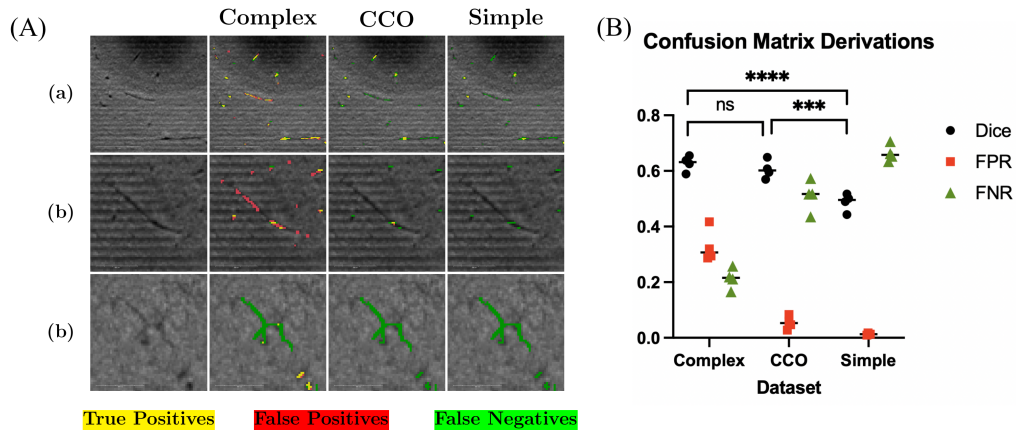 (A)
Complex CCO Simple
(a)
(b)
(b)
True Positives False Positives False Negatives
(B)
Confusion Matrix Derivations
****
ns ***
0.8
0.6
0.4
0.2
0.0
Complex CCO Simple
Dataset
Dice
FPR
FNR